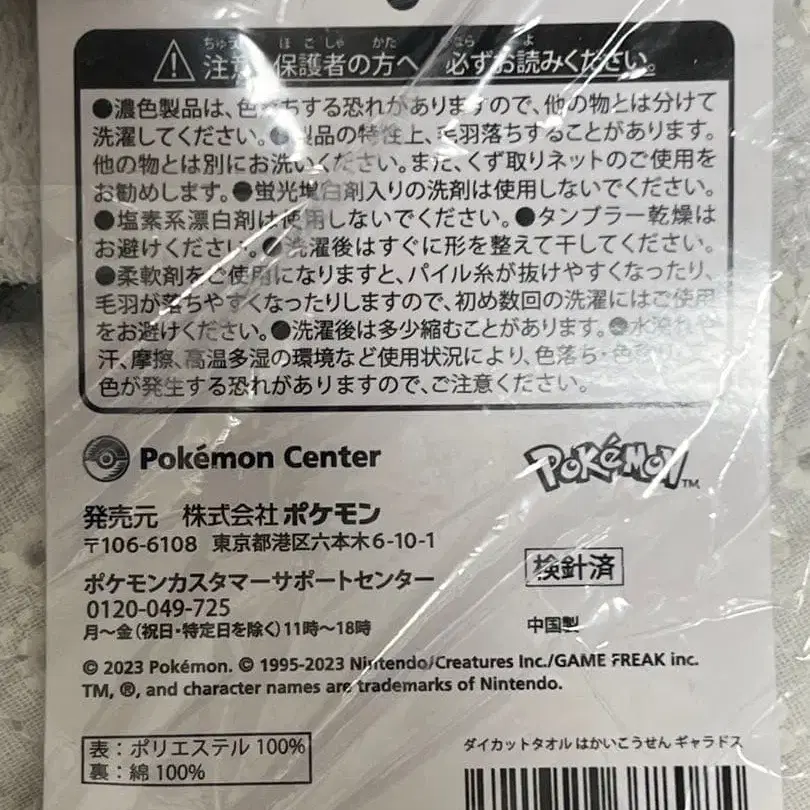 注意 保護者の方へ 必ずお読みください。
●濃色製品は、色落ちする恐れがありますので、他の物とは分けて
洗濯してください。●製品の特性上、毛羽落ちすることがあります。
他の物とは別にお洗いください。また、くず取りネットのご使用を
お勧めします。●蛍光増白剤入りの洗剤は使用しないでください。
●塩素系漂白剤は使用しないでください。●タンブラー乾燥は
お避けください。●洗濯後はすぐに形を整えて干してください。
●柔軟剤をご使用になりますと、パイル糸が抜けやすくなったり、
毛羽が落ちやすくなったりしますので、初め数回の洗濯にはご使用
をお避けください。●洗濯後は多少縮むことがあります。●水濡れや
汗、摩擦、高温多湿の環境など使用状況により、色落ち・色移り
色が発生する恐れがありますので、ご注意ください。
Pokémon Center
POKéMON™
発売元 株式会社ポケモン
〒106-6108 東京都港区六本木6-10-1
ポケモンカスタマーサポートセンター
0120-049-725
月～金（祝日・特定日を除く）11時～18時
検針済
中国製
© 2023 Pokémon. © 1995-2023 Nintendo/Creatures Inc./GAME FREAK inc.
TM, ®, and character names are trademarks of Nintendo.
表：ポリエステル 100%
裏：綿 100%
ダイカットタオル はかいこうせん ギャラドス